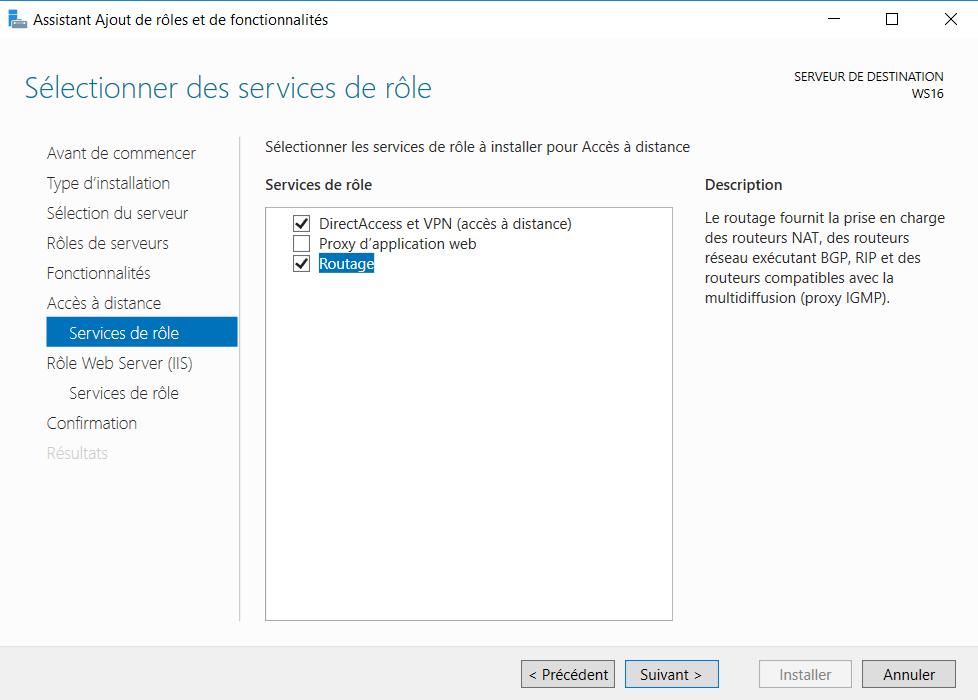 Assistant Ajout de rôles et de fonctionnalités
Sélectionner des services de rôle
SERVEUR DE DESTINATION
WS16
Avant de commencer
Type d’installation
Sélection du serveur
Rôles de serveurs
Fonctionnalités
Accès à distance
Services de rôle
Rôle Web Server (IIS)
Services de rôle
Confirmation
Résultats
Sélectionner les services de rôle à installer pour Accès à distance
Services de rôle
DirectAccess et VPN (accès à distance)
Proxy d’application web
Routage
Description
Le routage fournit la prise en charge
des routeurs NAT, des routeurs
réseau exécutant BGP, RIP et des
routeurs compatibles avec la
multidiffusion (proxy IGMP).
< Précédent
Suivant >
Installer
Annuler